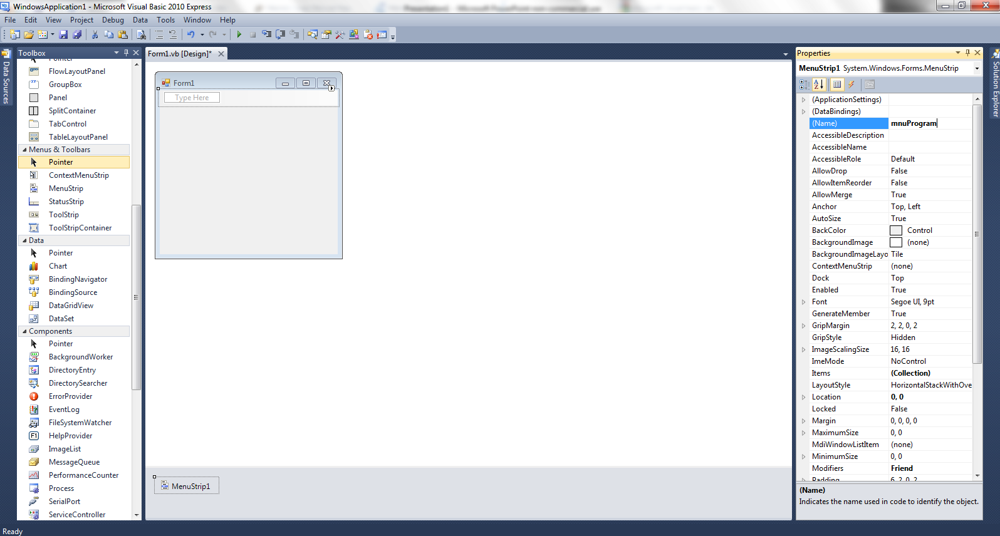 WindowsApplication1 - Microsoft Visual Basic 2010 Express
File Edit View Project Debug Data Tools Window Help
Data Sources
Toolbox
Pointer
FlowLayoutPanel
GroupBox
Panel
SplitContainer
TabControl
TableLayoutPanel
Menus & Toolbars
Pointer
ContextMenuStrip
MenuStrip
StatusStrip
ToolStrip
ToolStripContainer
Data
Pointer
Chart
BindingNavigator
BindingSource
DataGridView
DataSet
Components
Pointer
BackgroundWorker
DirectoryEntry
DirectorySearcher
ErrorProvider
EventLog
FileSystemWatcher
HelpProvider
ImageList
MessageQueue
PerformanceCounter
Process
SerialPort
ServiceController
Form1.vb [Design]*
Form1
Type Here
MenuStrip1
Properties
MenuStrip1 System.Windows.Forms.MenuStrip
(ApplicationSettings)
(DataBindings)
(Name) mnuProgram
AccessibleDescription
AccessibleName
AccessibleRole Default
AllowDrop False
AllowItemReorder False
AllowMerge True
Anchor Top, Left
AutoSize True
BackColor Control
BackgroundImage (none)
BackgroundImageLayo Tile
ContextMenuStrip (none)
Dock Top
Enabled True
Font Segoe UI, 9pt
GenerateMember True
GripMargin 2, 2, 0, 2
GripStyle Hidden
ImageScalingSize 16, 16
ImeMode NoControl
Items (Collection)
LayoutStyle HorizontalStackWithOve
Location 0, 0
Locked False
Margin 0, 0, 0, 0
MaximumSize 0, 0
MdiWindowListItem (none)
MinimumSize 0, 0
Modifiers Friend
Padding 6, 2, 0, 2
(Name)
Indicates the name used in code to identify the object.
Solution Explorer
Ready